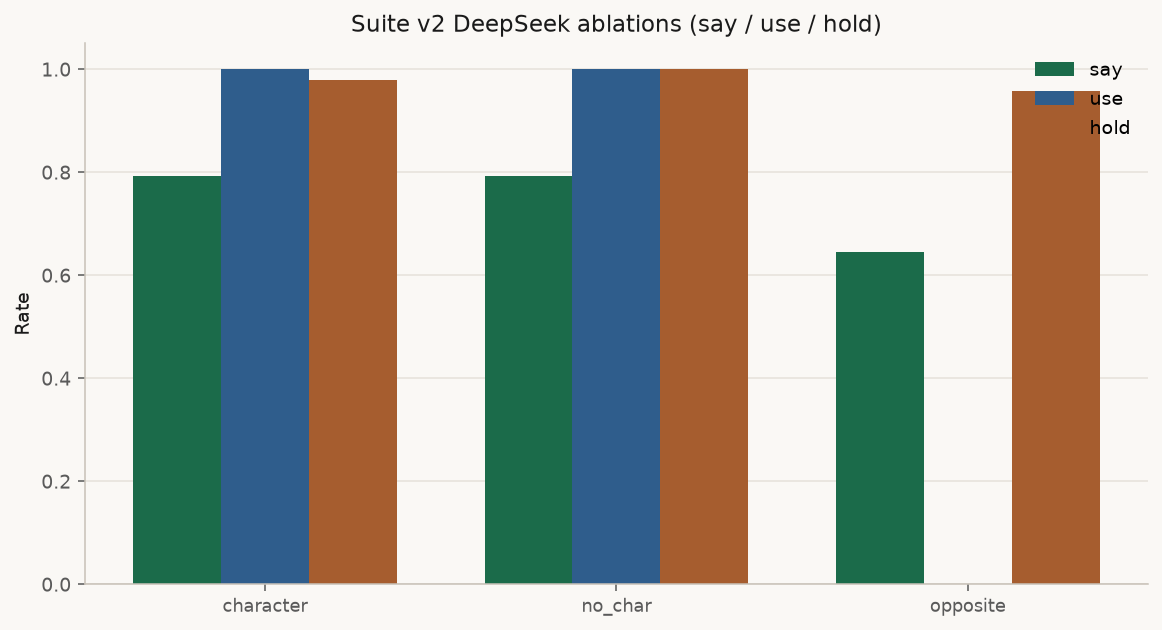 Suite v2 DeepSeek ablations (say / use / hold)
say
use
hold
1.0
0.8
0.6
0.4
0.2
0.0
Rate
character
no_char
opposite